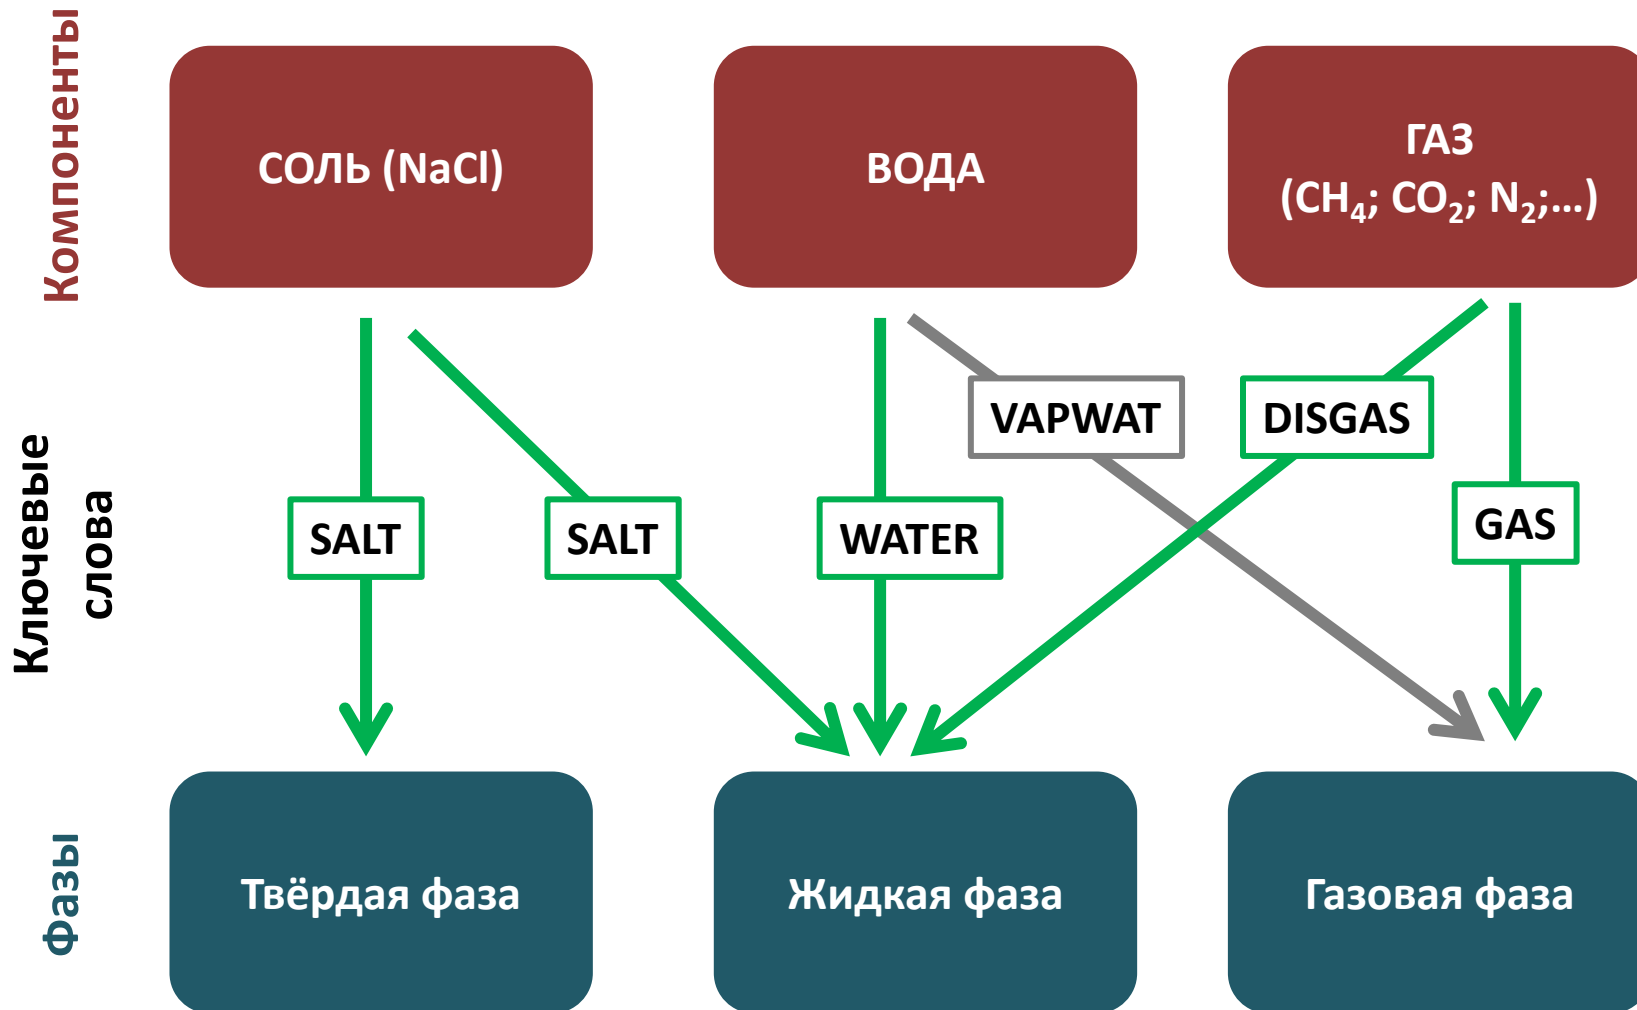 Компоненты
СОЛЬ (NaCl)
ВОДА
ГАЗ
(CH₄; CO₂; N₂;...)
Ключевые
слова
VAPWAT
DISGAS
SALT
SALT
WATER
GAS
Фазы
Твёрдая фаза
Жидкая фаза
Газовая фаза